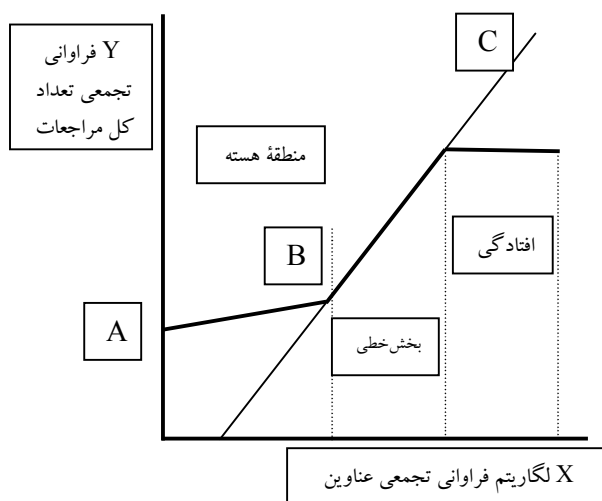 C
Y فراوانی
تجمعی تعداد
کل مراجعات
منطقهٔ هسته
B
افتادگی
A
بخش‌خطی
X لگاریتم فراوانی تجمعی عناوین